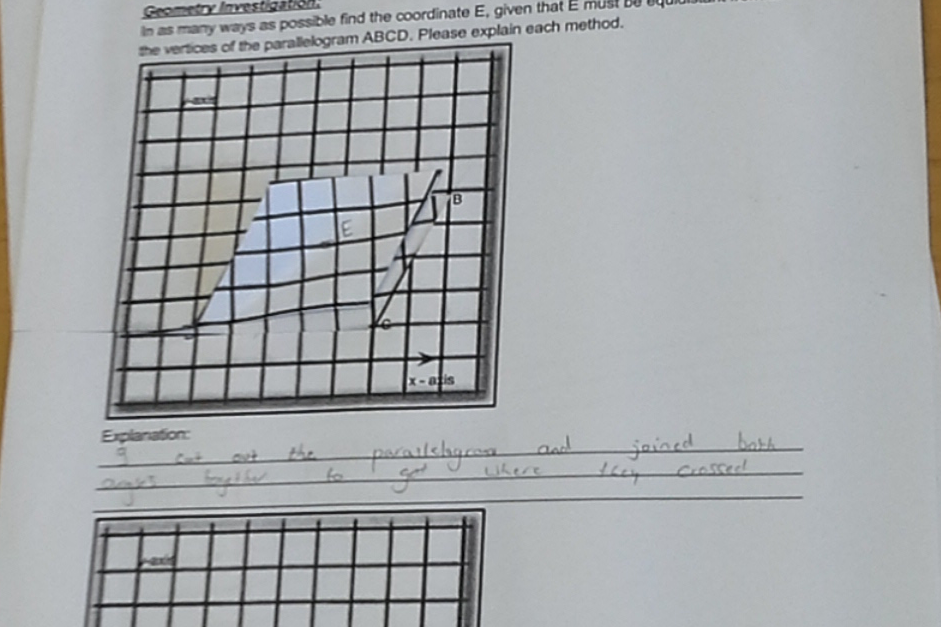 Geometry Investigation:
In as many ways as possible find the coordinate E, given that E must be
the vertices of the parallelogram ABCD. Please explain each method.
y-axis
B
E
C
x - axis
Explanation:
I cut out the parallelogram and joined both
together to get where they crossed
y-axis